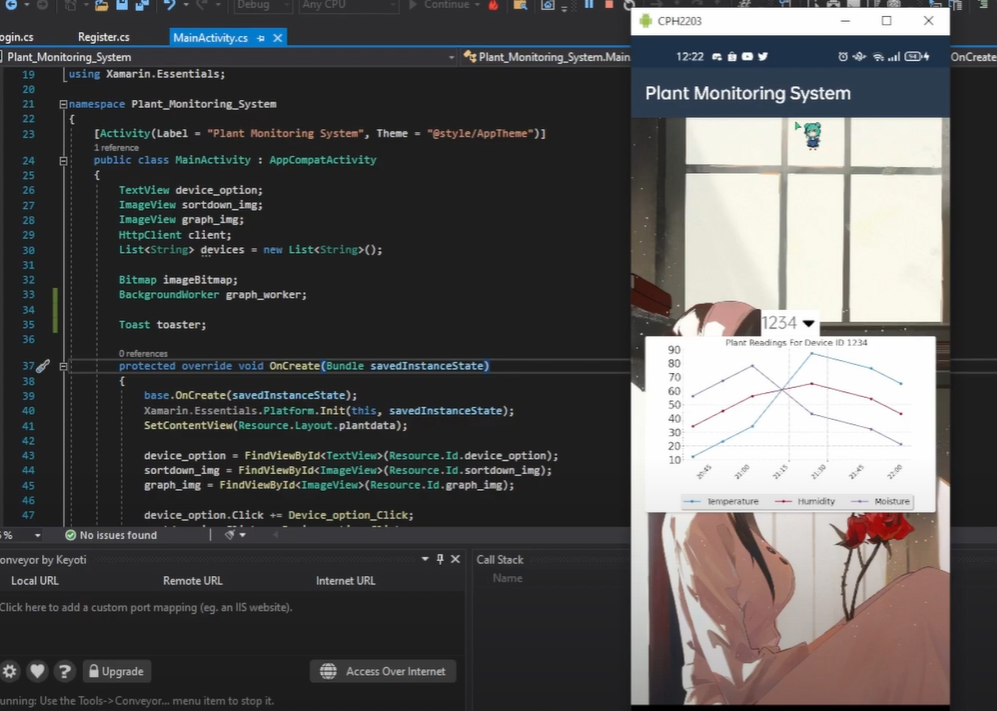 Debug
Any CPU
Continue
ogin.cs
Register.cs
MainActivity.cs
Plant_Monitoring_System
Plant_Monitoring_System.Main
OnCreate
19 using Xamarin.Essentials;
20
21 namespace Plant_Monitoring_System
22 {
23 [Activity(Label = "Plant Monitoring System", Theme = "@style/AppTheme")]
1 reference
24 public class MainActivity : AppCompatActivity
25 {
26 TextView device_option;
27 ImageView sortdown_img;
28 ImageView graph_img;
29 HttpClient client;
30 List<String> devices = new List<String>();
31
32 Bitmap imageBitmap;
33 BackgroundWorker graph_worker;
34
35 Toast toaster;
36
0 references
37 protected override void OnCreate(Bundle savedInstanceState)
38 {
39 base.OnCreate(savedInstanceState);
40 Xamarin.Essentials.Platform.Init(this, savedInstanceState);
41 SetContentView(Resource.Layout.plantdata);
42
43 device_option = FindViewById<TextView>(Resource.Id.device_option);
44 sortdown_img = FindViewById<ImageView>(Resource.Id.sortdown_img);
45 graph_img = FindViewById<ImageView>(Resource.Id.graph_img);
46
47 device_option.Click += Device_option_Click;
%
No issues found
onveyor by Keyoti
Local URL
Remote URL
Internet URL
Click here to add a custom port mapping (eg. an IIS website).
Upgrade
Access Over Internet
unning: Use the Tools->Conveyor... menu item to stop it.
Call Stack
Name
CPH2203
12:22
Plant Monitoring System
1234
Plant Readings For Device ID 1234
90
80
70
60
50
40
30
20
10
20:45
21:00
21:15
21:30
21:45
22:00
Temperature
Humidity
Moisture